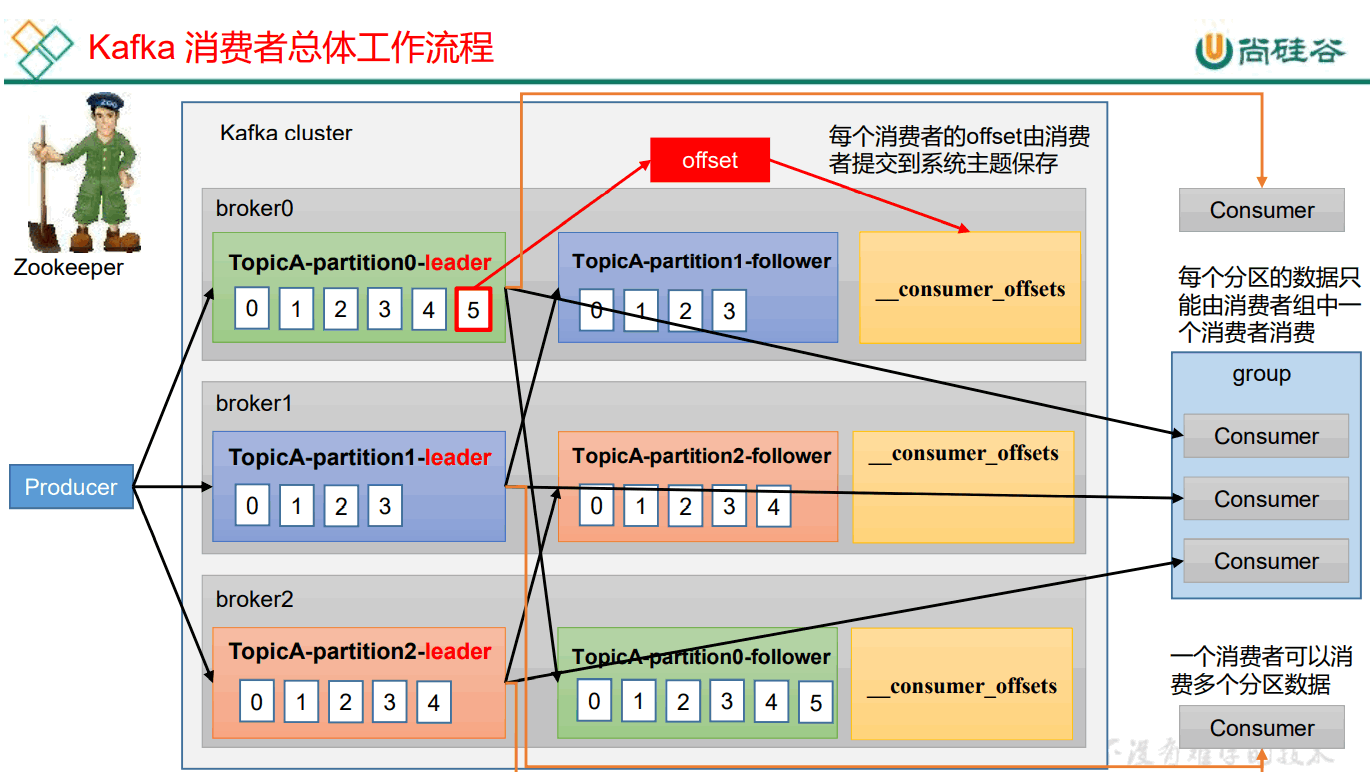 Kafka 消费者总体工作流程
尚硅谷
ZOO
Zookeeper
Kafka cluster
offset
每个消费者的offset由消费
者提交到系统主题保存
broker0
TopicA-partition0-leader
0 1 2 3 4 5
TopicA-partition1-follower
0 1 2 3
__consumer_offsets
broker1
TopicA-partition1-leader
0 1 2 3
TopicA-partition2-follower
0 1 2 3 4
__consumer_offsets
broker2
TopicA-partition2-leader
0 1 2 3 4
TopicA-partition0-follower
0 1 2 3 4 5
__consumer_offsets
Producer
Consumer
每个分区的数据只
能由消费者组中一
个消费者消费
group
Consumer
Consumer
Consumer
一个消费者可以消
费多个分区数据
Consumer